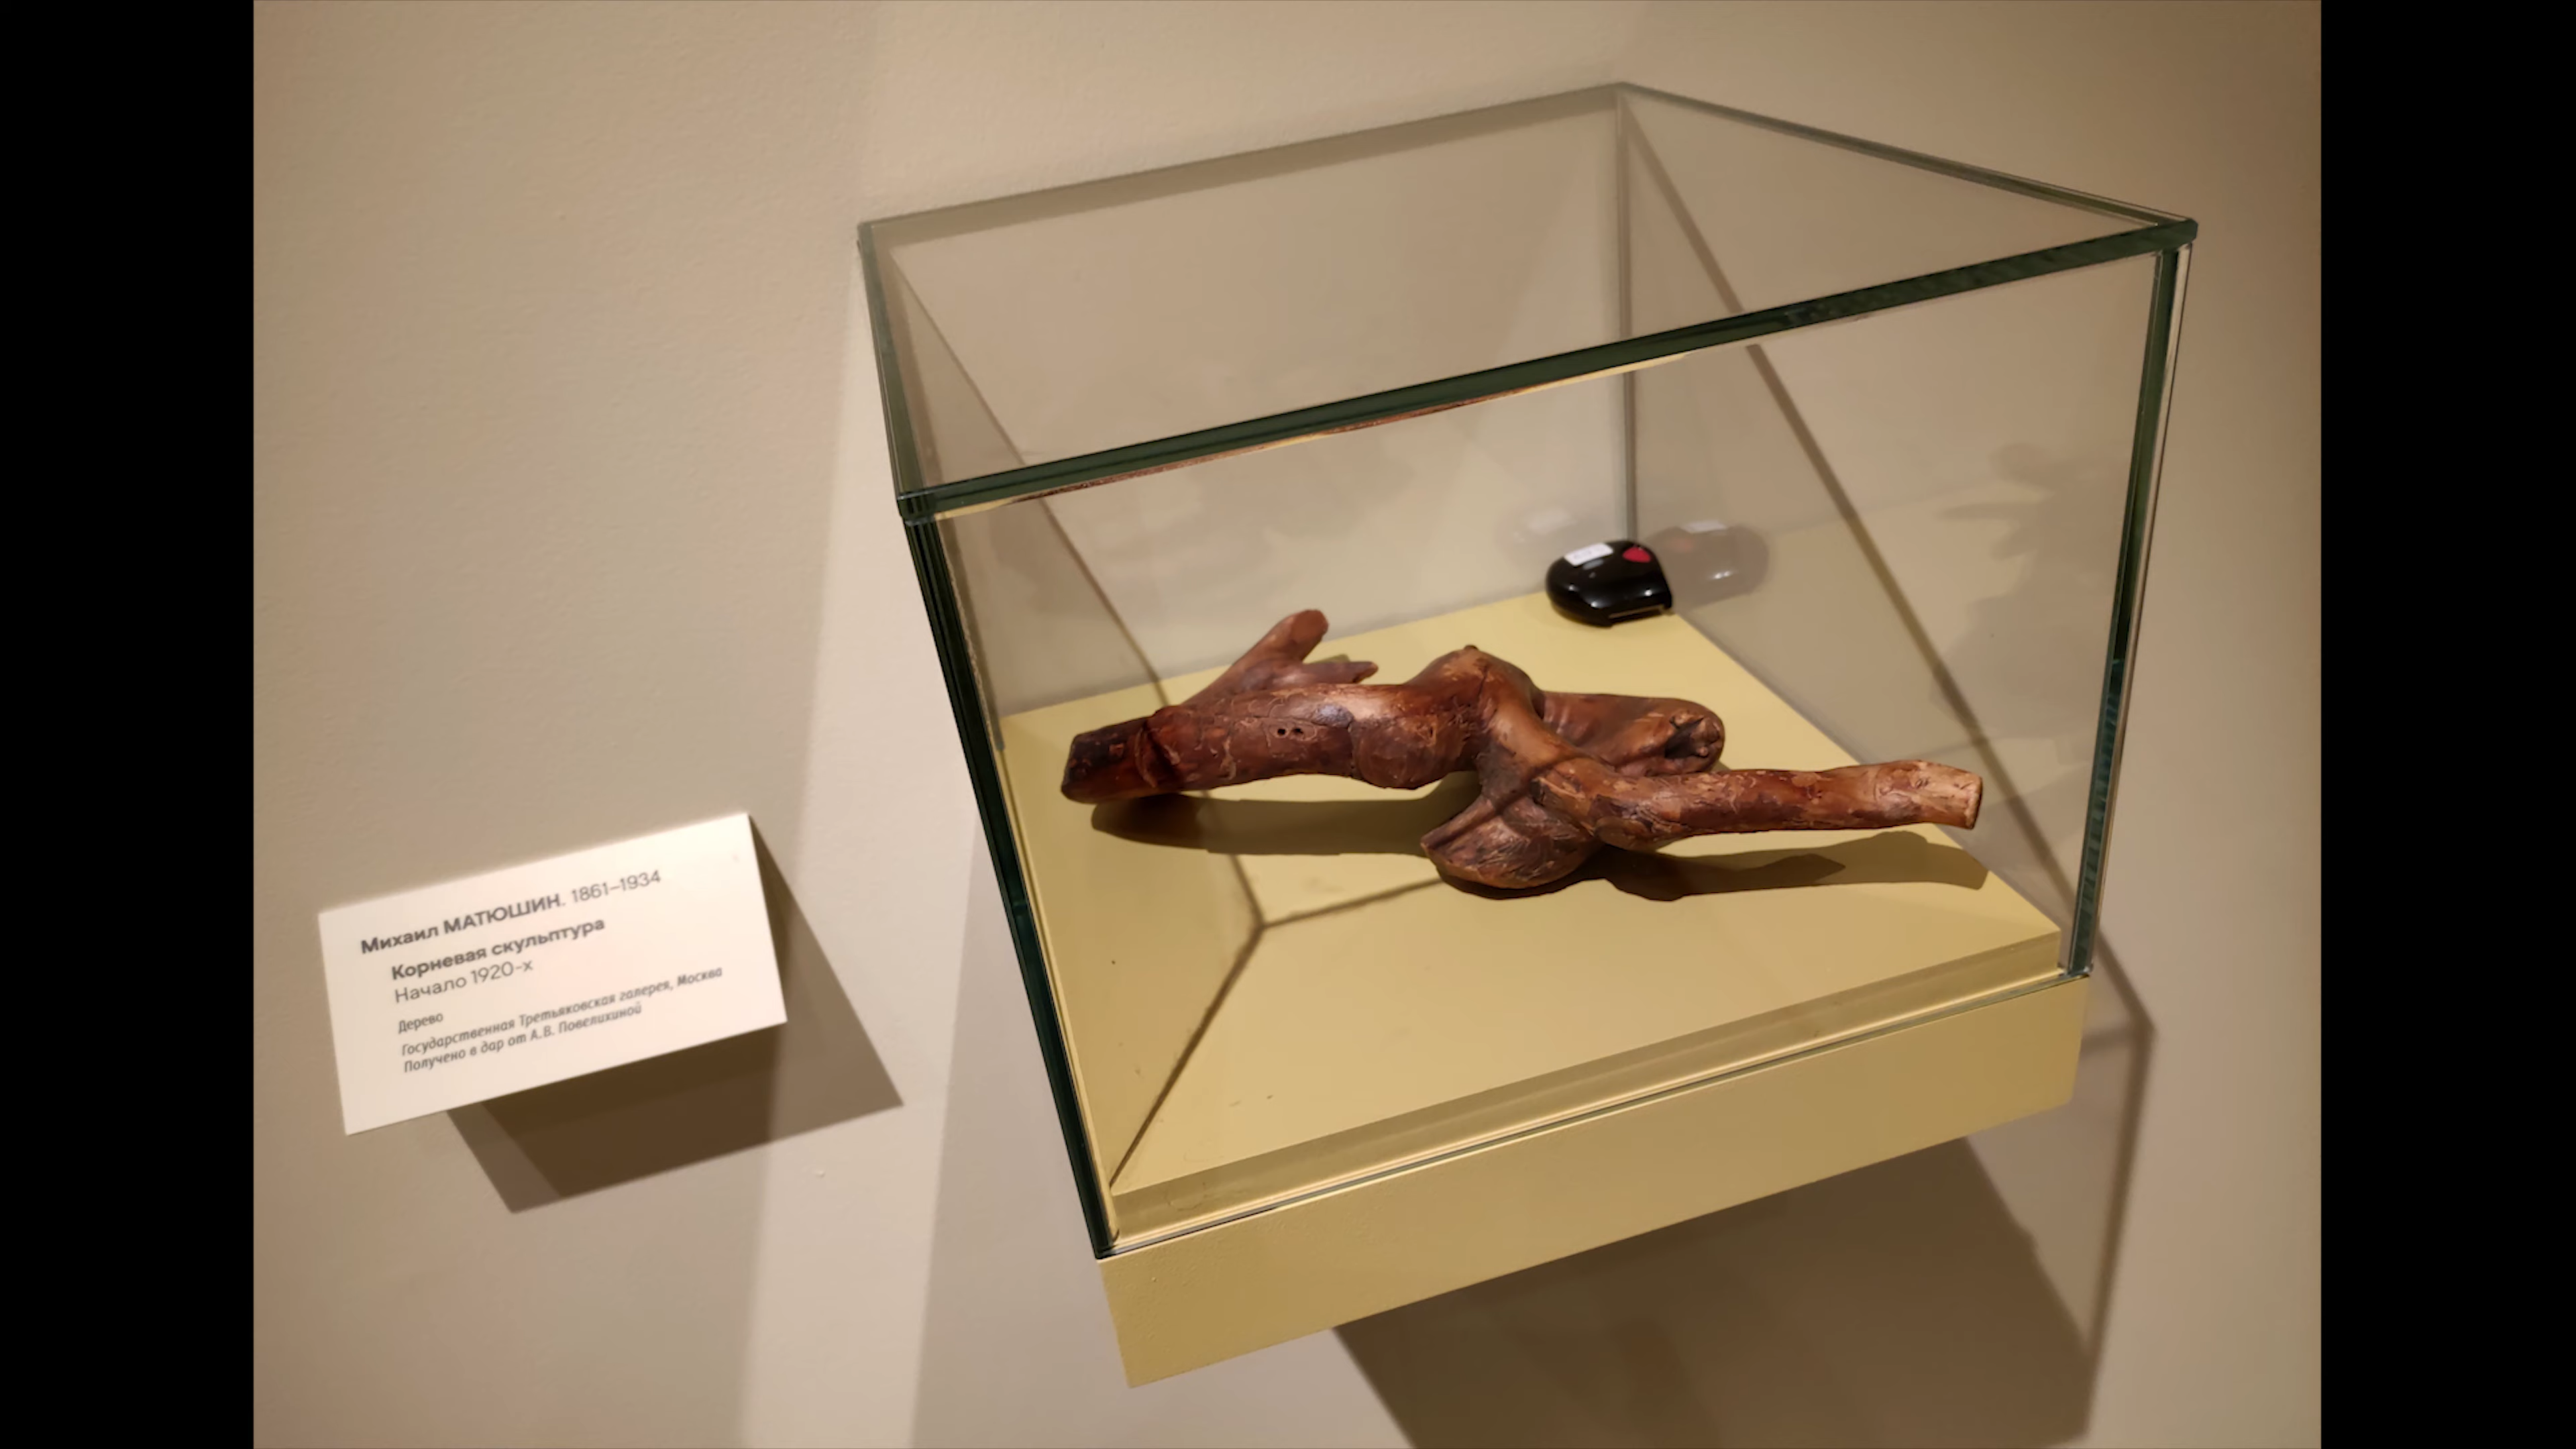 Михаил МАТЮШИН. 1861–1934
Корневая скульптура
Начало 1920-х
Дерево
Государственная Третьяковская галерея, Москва
Получено в дар от А.В. Повелихиной